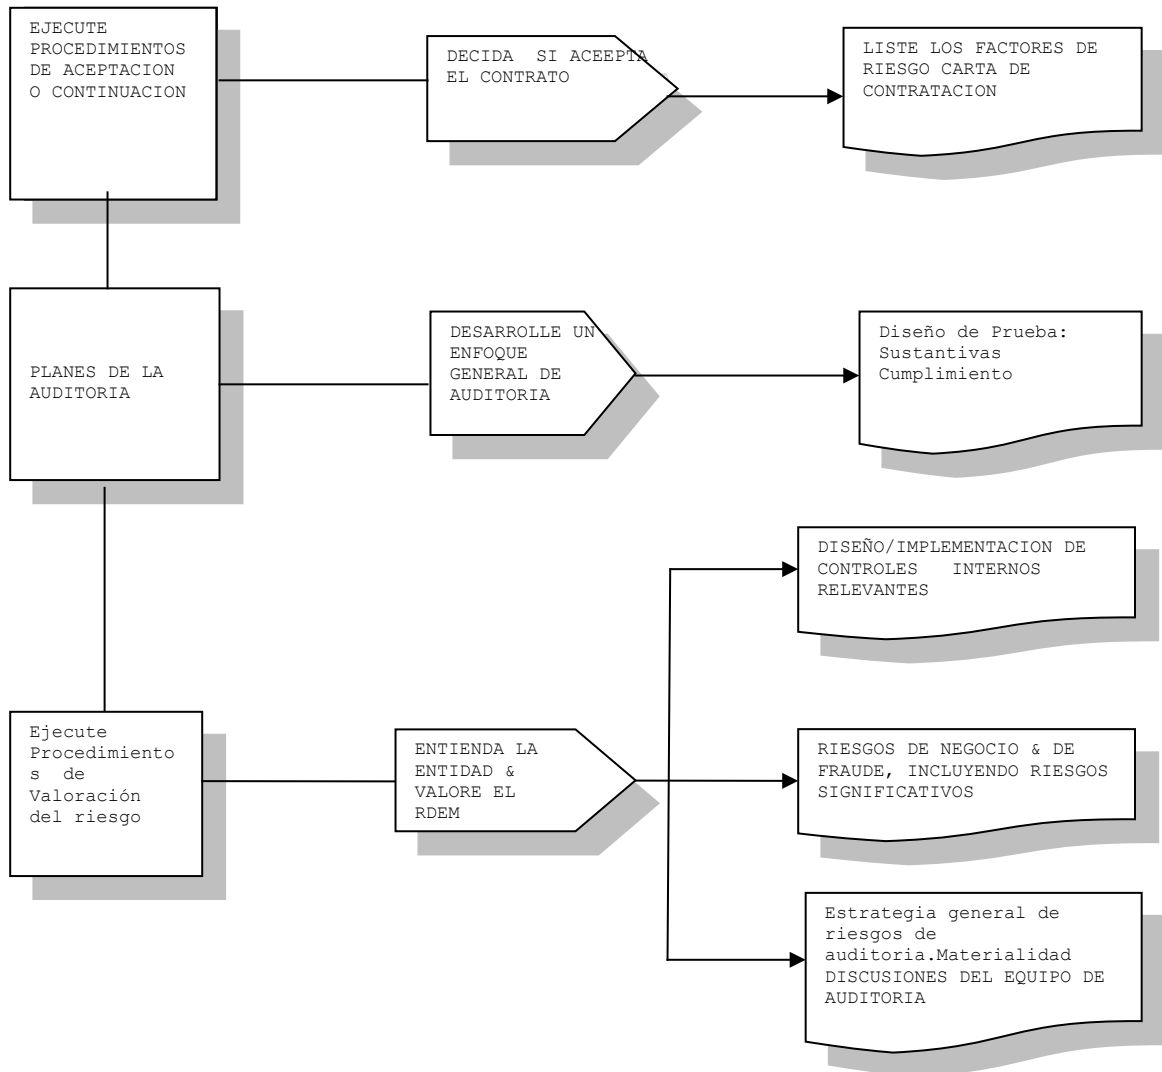 EJECUTE
PROCEDIMIENTOS
DE ACEPTACION
O CONTINUACION
DECIDA  SI ACEEPTA
EL CONTRATO
LISTE LOS FACTORES DE
RIESGO CARTA DE
CONTRATACION
PLANES DE LA
AUDITORIA
DESARROLLE UN
ENFOQUE
GENERAL DE
AUDITORIA
Diseño de Prueba:
Sustantivas
Cumplimiento
Ejecute
Procedimiento
s  de
Valoración
del riesgo
ENTIENDA LA
ENTIDAD &
VALORE EL
RDEM
DISEÑO/IMPLEMENTACION DE
CONTROLES   INTERNOS
RELEVANTES
RIESGOS DE NEGOCIO & DE
FRAUDE, INCLUYENDO RIESGOS
SIGNIFICATIVOS
Estrategia general de
riesgos de
auditoria.Materialidad
DISCUSIONES DEL EQUIPO DE
AUDITORIA